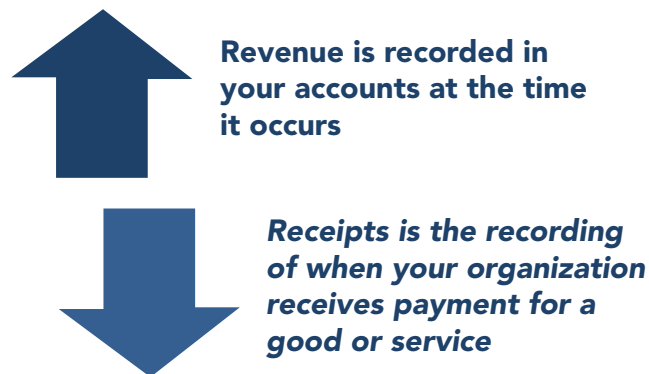 Revenue is recorded in
your accounts at the time
it occurs
Receipts is the recording
of when your organization
receives payment for a
good or service